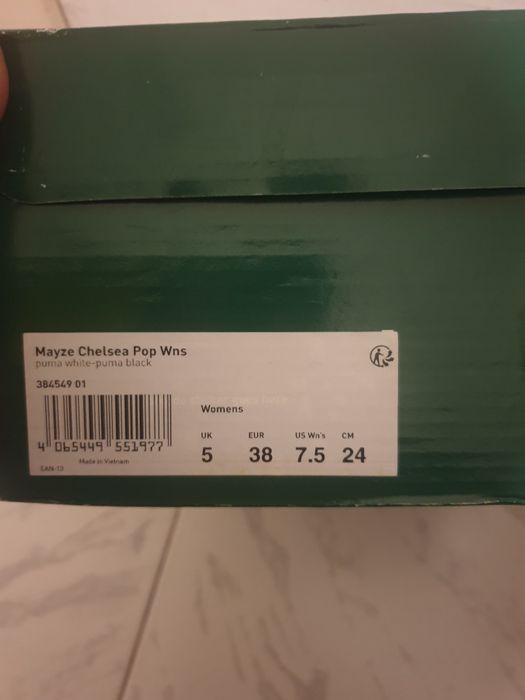 Mayze Chelsea Pop Wns
puma white-puma black
384549 01
Womens
UK EUR US Wn's CM
5 38 7.5 24
4 065449 551977
Made in Vietnam
EAN-13